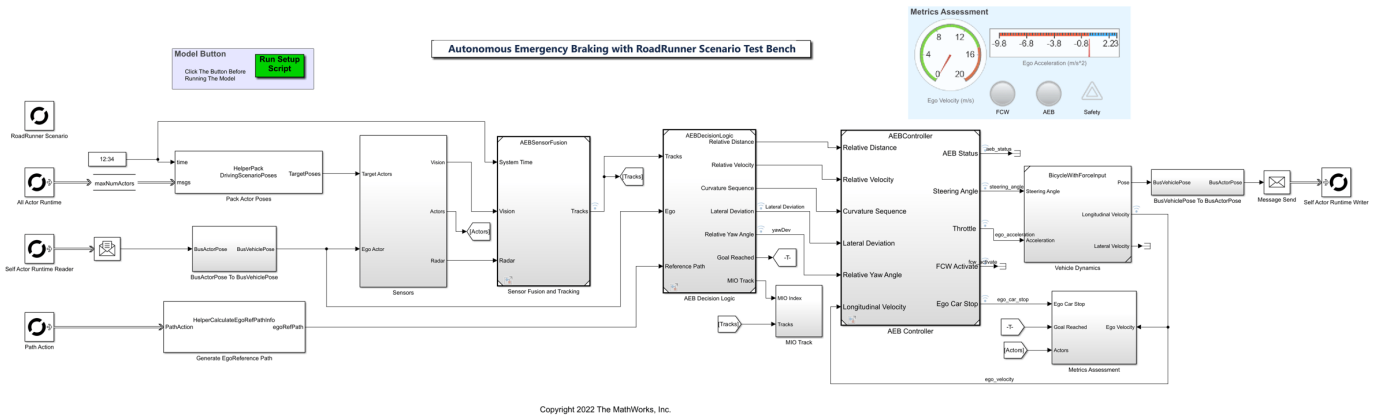 Metrics Assessment
Autonomous Emergency Braking with RoadRunner Scenario Test Bench
Model Button
Click The Button Before
Running The Model
Run Setup
Script
8
12
4
16
0
20
Ego Velocity (m/s)
-9.8
-6.8
-3.8
-0.8
2.23
Ego Acceleration (m/s^2)
FCW
AEB
Safety
RoadRunner Scenario
12:34
All Actor Runtime
maxNumActors
time
msgs
HelperPack
DrivingScenarioPoses
TargetPoses
Pack Actor Poses
Self Actor Runtime Reader
BusActorPose
BusVehiclePose
BusActorPose To BusVehiclePose
Path Action
PathAction
HelperCalculateEgoRefPathInfo
egoRefPath
Generate EgoReference Path
Target Actors
Ego Actor
Vision
Actors
Radar
Sensors
[Actors]
AEBSensorFusion
System Time
Vision
Radar
Tracks
Sensor Fusion and Tracking
[Tracks]
AEBDecisionLogic
Tracks
Ego
Reference Path
Relative Distance
Relative Velocity
Curvature Sequence
Lateral Deviation
Relative Yaw Angle
Goal Reached
MIO Track
AEB Decision Logic
Lateral Deviation
yawDev
-T-
[Tracks]
MIO Index
Tracks
MIO Track
AEBController
Relative Distance
Relative Velocity
Curvature Sequence
Lateral Deviation
Relative Yaw Angle
Longitudinal Velocity
AEB Status
Steering Angle
Throttle
FCW Activate
Ego Car Stop
AEB Controller
aeb_status
steering_angle
ego_acceleration
fcw_activate
ego_car_stop
BicycleWithForceInput
Steering Angle
Acceleration
Pose
Longitudinal Velocity
Lateral Velocity
Vehicle Dynamics
BusVehiclePose
BusActorPose
BusVehiclePose To BusActorPose
Message Send
Self Actor Runtime Writer
-T-
[Actors]
Ego Car Stop
Goal Reached
Actors
Ego Velocity
Metrics Assessment
ego_velocity
Copyright 2022 The MathWorks, Inc.